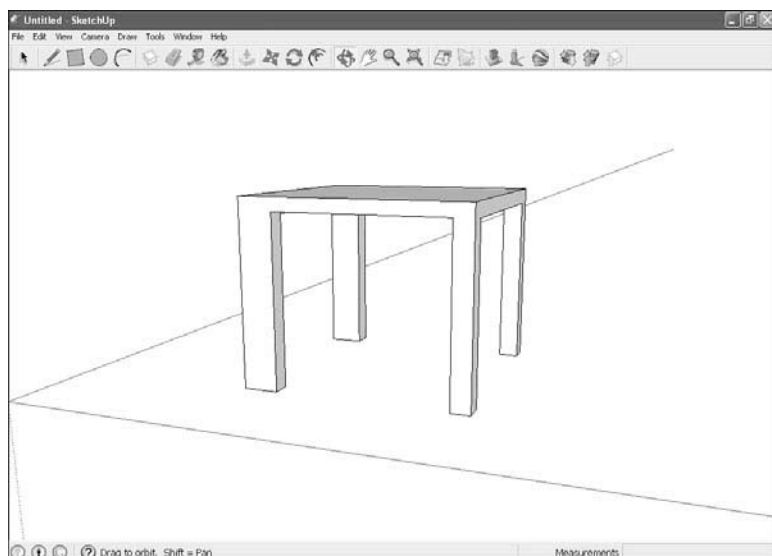 Untitled - SketchUp
File Edit View Camera Draw Tools Window Help
Drag to orbit. Shift = Pan
Measurements